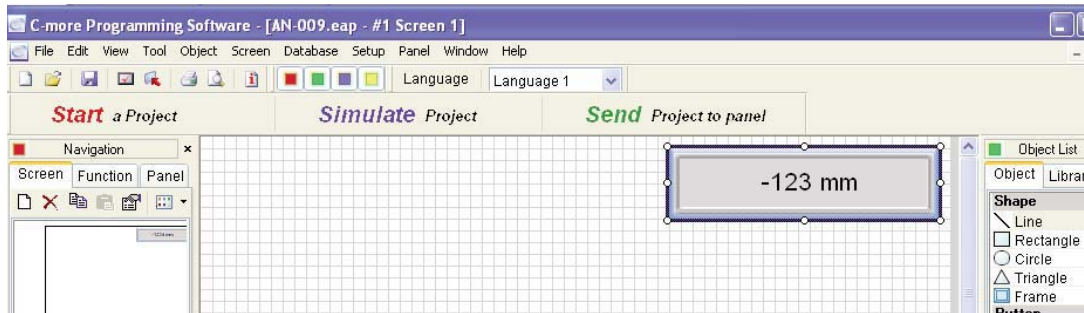 C-more Programming Software - [AN-009.eap - #1 Screen 1]
File Edit View Tool Object Screen Database Setup Panel Window Help
Language Language 1
Start a Project Simulate Project Send Project to panel
Navigation
Screen Function Panel
-123 mm
-123 mm
Object List
Object Librar
Shape
Line
Rectangle
Circle
Triangle
Frame
Button